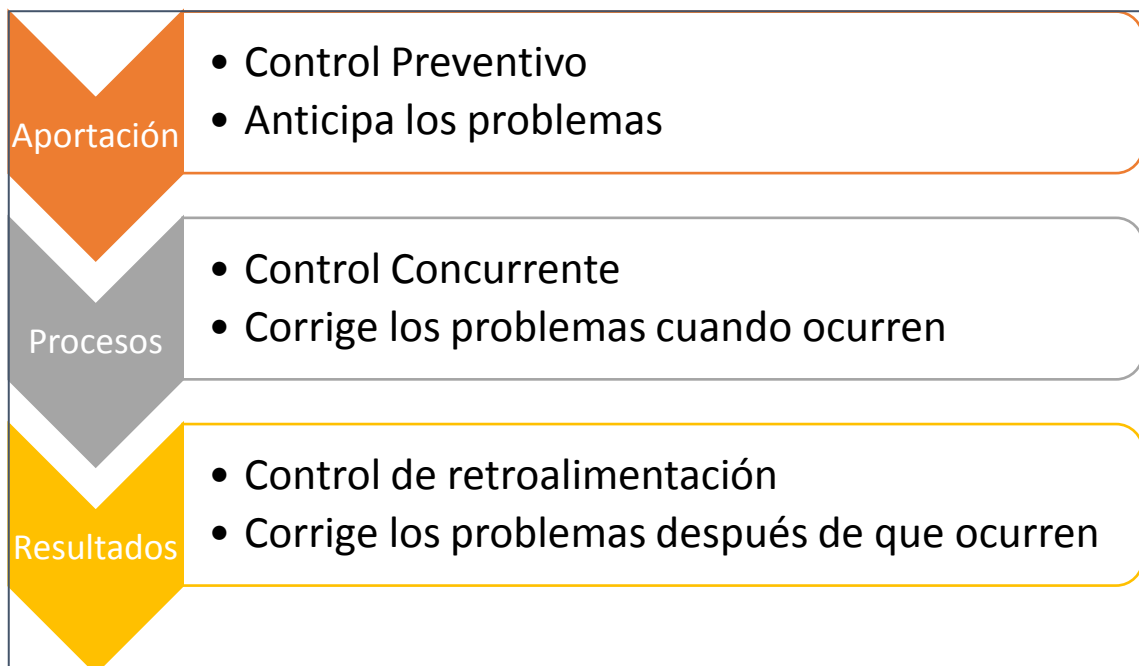 Aportación
• Control Preventivo
• Anticipa los problemas
Procesos
• Control Concurrente
• Corrige los problemas cuando ocurren
Resultados
• Control de retroalimentación
• Corrige los problemas después de que ocurren